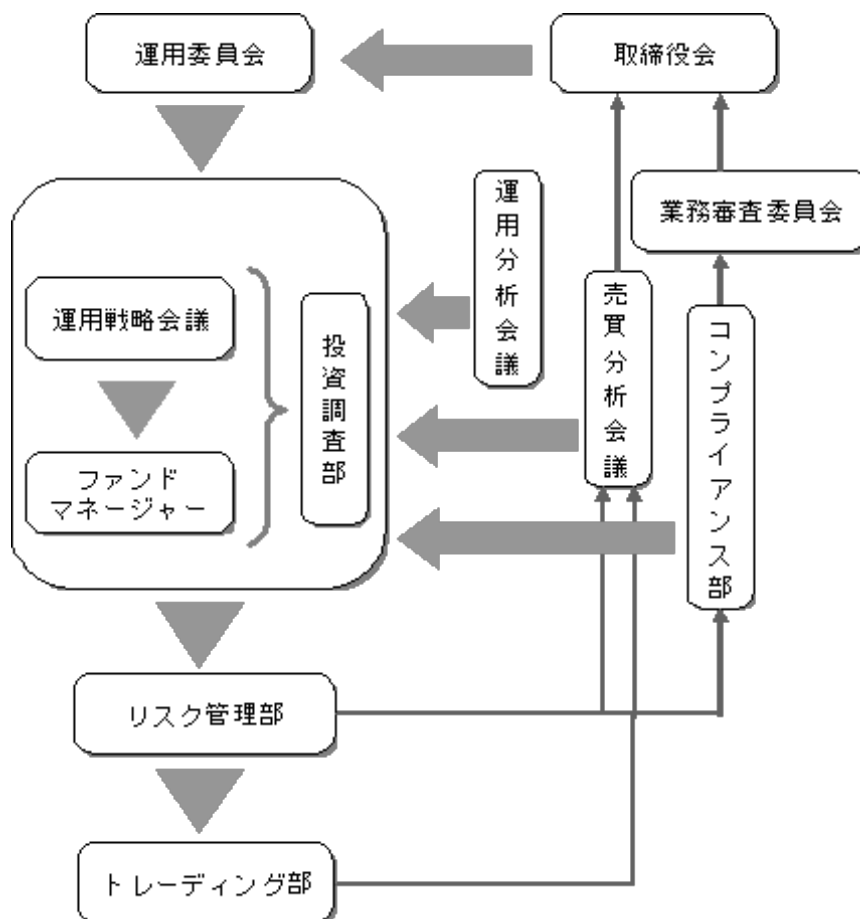 運用委員会
取締役会
運用分析会議
業務審査委員会
運用戦略会議
投資調査部
売買分析会議
コンプライアンス部
ファンド
マネージャー
リスク管理部
トレーディング部